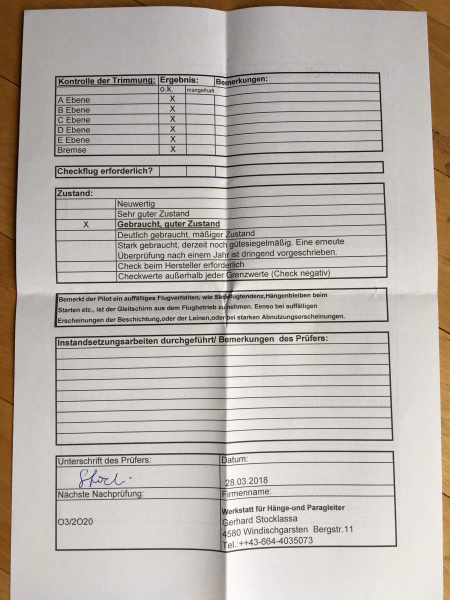 Kontrolle der Trimmung: Ergebnis: Bemerkungen:
o.k. mangelhaft
A Ebene X
B Ebene X
C Ebene X
D Ebene X
E Ebene X
Bremse X
Checkflug erforderlich?
Zustand:
Neuwertig
Sehr guter Zustand
X Gebraucht, guter Zustand
Deutlich gebraucht, mäßiger Zustand
Stark gebraucht, derzeit noch gütesiegelmäßig. Eine erneute
Überprüfung nach einem Jahr ist dringend vorgeschrieben.
Check beim Hersteller erforderlich
Checkwerte außerhalb jeder Grenzwerte (Check negativ)
Bemerkt der Pilot ein auffälliges Flugverhalten, wie Sackflugtendenz,Hängenbleiben beim
Starten etc., ist der Gleitschirm aus dem Flugbetrieb zu nehmen. Eenso bei auffälligen
Erscheinungen der Beschichtung,oder der Leinen,oder bei starken Abnutzungserscheinungen.
Instandsetzungsarbeiten durchgeführt/ Bemerkungen des Prüfers:
Unterschrift des Prüfers: Datum:
28.03.2018
Nächste Nachprüfung: Firmenname:
O3/2O20
Werkstatt für Hänge-und Paragleiter
Gerhard Stocklassa
4580 Windischgarsten Bergstr.11
Tel.:++43-664-4035073